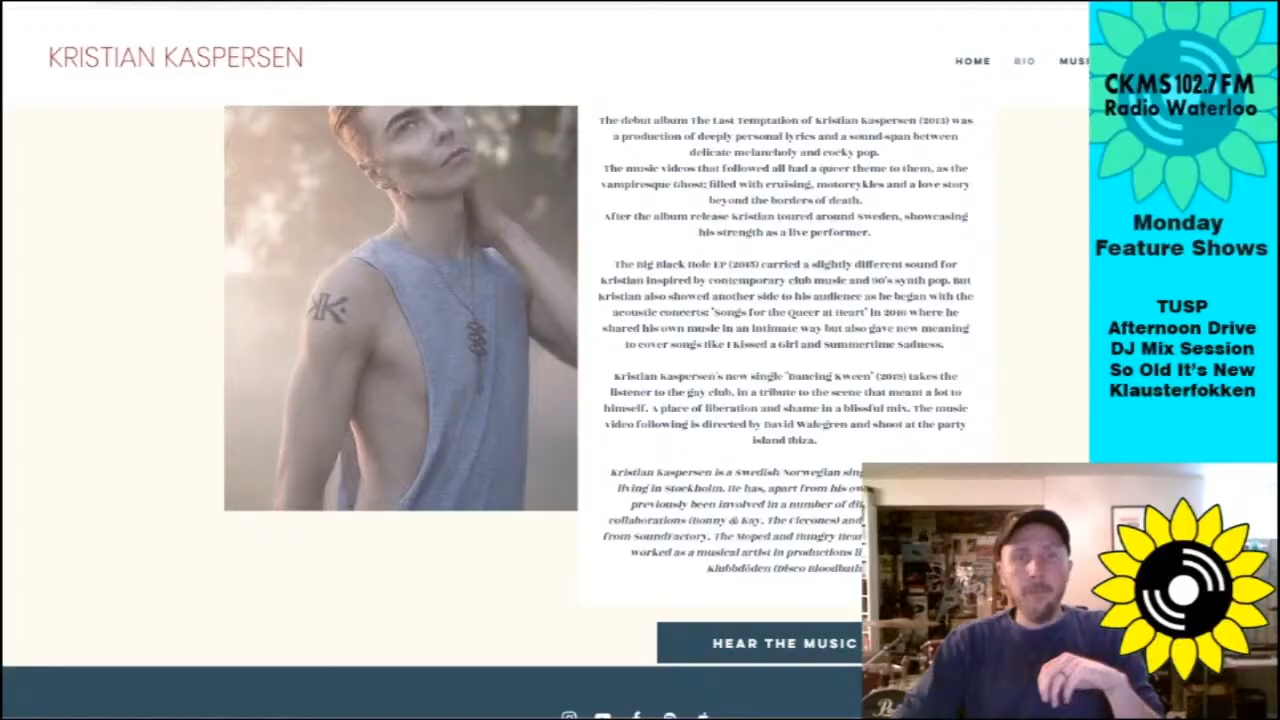 KRISTIAN KASPERSEN
HOME BIO MUSI
The debut album The Last Temptation of Kristian Kaspersen (2013) was
a production of deeply personal lyrics and a sound-span between
delicate melancholy and cocky pop.
The music videos that followed all had a queer theme to them, as the
vampiresque Ghost; filled with cruising, motorcykles and a love story
beyond the borders of death.
After the album release Kristian toured around Sweden, showcasing
his strength as a live performer.
The Big Black Hole EP (2015) carried a slightly different sound for
Kristian inspired by contemporary club music and 90's synth pop. But
Kristian also showed another side to his audience as he began with the
acoustic concerts; "Songs for the Queer at Heart" in 2016 where he
shared his own music in an intimate way but also gave new meaning
to cover songs like I Kissed a Girl and Summertime Sadness.
Kristian Kaspersen's new single "Dancing Kween" (2019) takes the
listener to the gay club, in a tribute to the scene that meant a lot to
himself. A place of liberation and shame in a blissful mix. The music
video following is directed by David Walegren and shoot at the party
island Ibiza.
Kristian Kaspersen is a Swedish Norwegian sing
living in Stockholm. He has, apart from his ow
previously been involved in a number of di
collaborations (Bonny & Kay, The Cicerones) and
from SoundFactory, The Moped and Hungry Hear
worked as a musical artist in productions li
Klubbdöden (Disco Bloodbath
HEAR THE MUSIC
KK
CKMS 102.7 FM
Radio Waterloo
Monday
Feature Shows
TUSP
Afternoon Drive
DJ Mix Session
So Old It's New
Klausterfokken